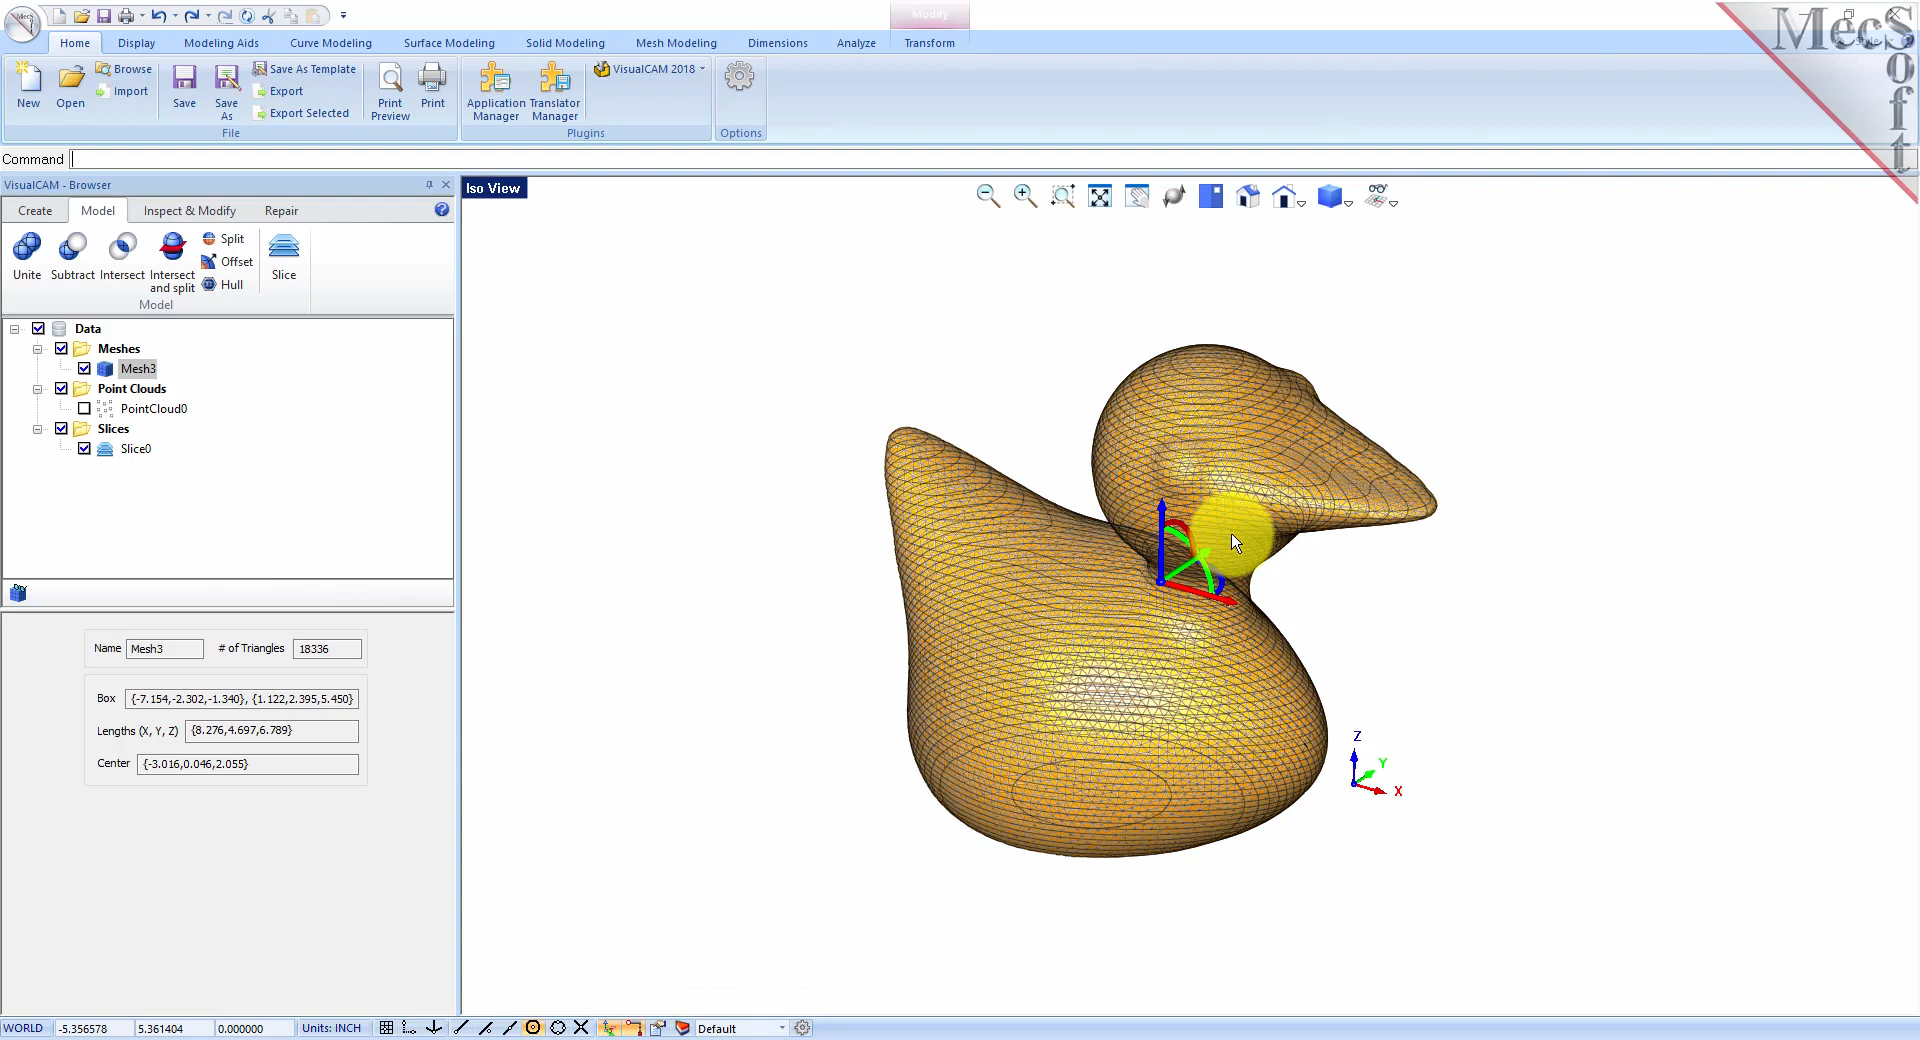 Modify
Home Display Modeling Aids Curve Modeling Surface Modeling Solid Modeling Mesh Modeling Dimensions Analyze Transform
New Open Browse Import Save Save As Save As Template Export Export Selected Print Preview Print Application Manager Translator Manager VisualCAM 2018
File Plugins Options
MecSoft
Command
VisualCAM - Browser
Iso View
Create Model Inspect & Modify Repair
Unite Subtract Intersect Intersect and split Split Offset Hull Slice
Model
Data
Meshes
Mesh3
Point Clouds
PointCloud0
Slices
Slice0
Name Mesh3 # of Triangles 18336
Box {-7.154,-2.302,-1.340}, {1.122,2.395,5.450}
Lengths (X, Y, Z) {8.276,4.697,6.789}
Center {-3.016,0.046,2.055}
Z
Y
X
WORLD -5.356578 5.361404 0.000000 Units: INCH Default